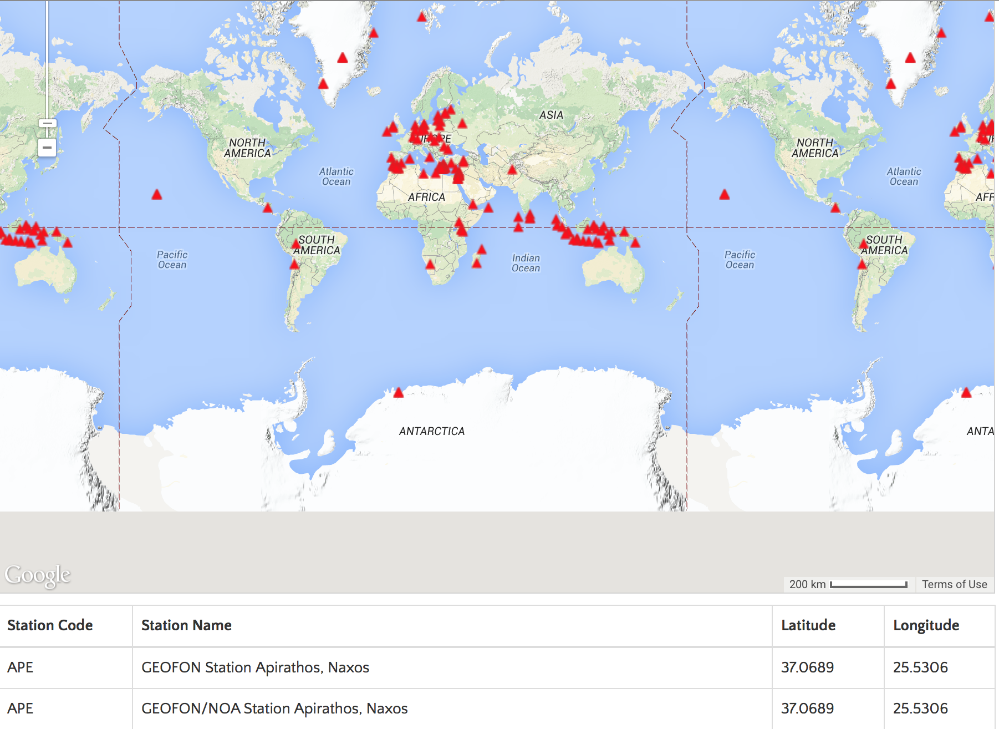 ASIA
EUROPE
NORTH
AMERICA
NORTH
AMERICA
Atlantic
Ocean
Atlantic
Ocean
AFRICA
AFR
SOUTH
AMERICA
SOUTH
AMERICA
Pacific
Ocean
Indian
Ocean
Pacific
Ocean
ANTARCTICA
ANTA
Google
200 km
Terms of Use
Station Code Station Name Latitude Longitude
APE GEOFON Station Apirathos, Naxos 37.0689 25.5306
APE GEOFON/NOA Station Apirathos, Naxos 37.0689 25.5306